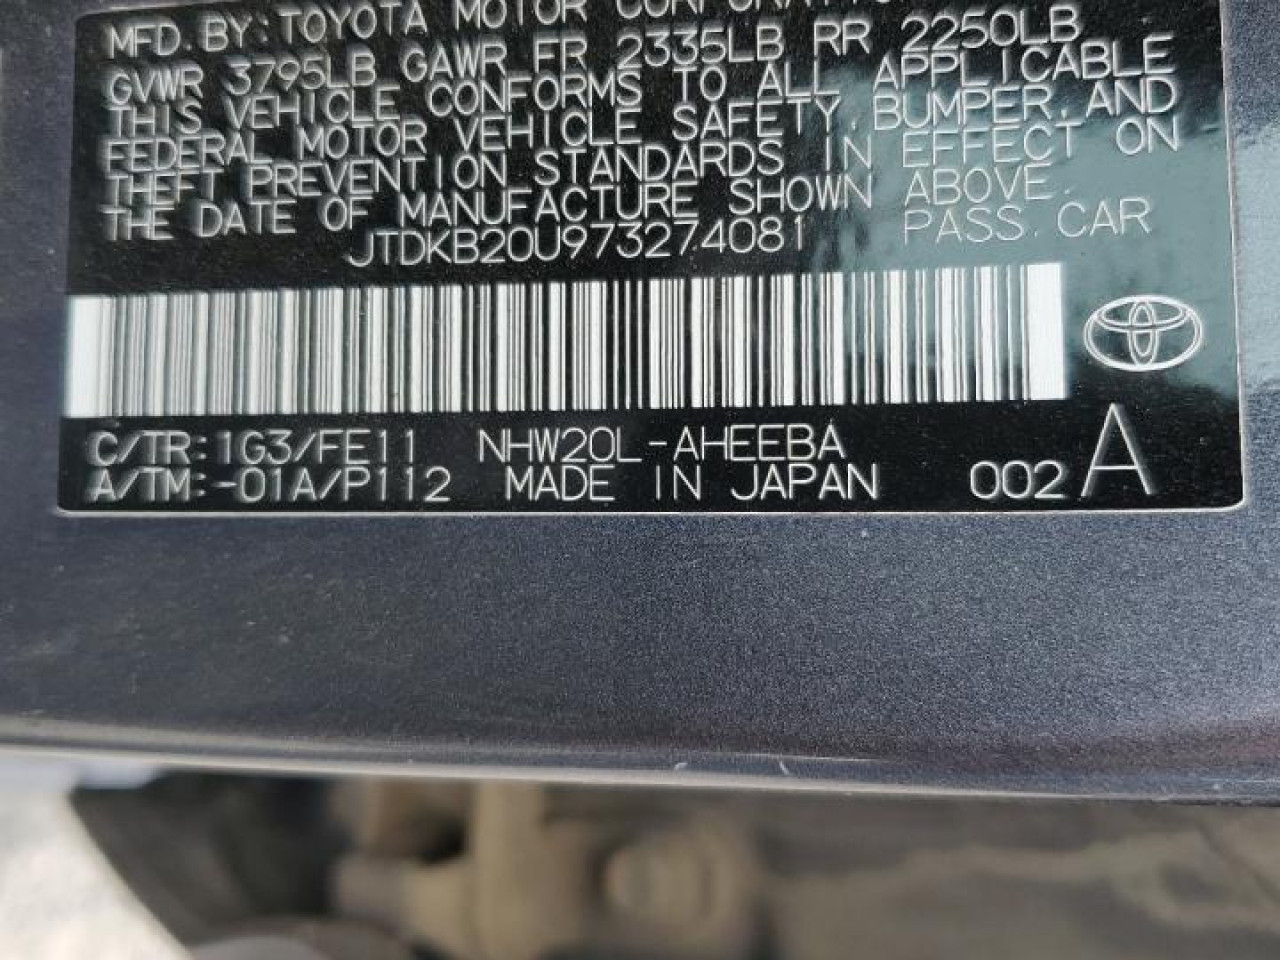 MFD. BY: TOYOTA MOTOR CORPORATIO
GVWR 3795LB GAWR FR 2335LB RR 2250LB
THIS VEHICLE CONFORMS TO ALL APPLICABLE
FEDERAL MOTOR VEHICLE SAFETY, BUMPER, AND
THEFT PREVENTION STANDARDS IN EFFECT ON
THE DATE OF MANUFACTURE SHOWN ABOVE.
JTDKB20U973274081 PASS. CAR
C/TR: 1G3/FE11 NHW20L-AHEEBA
A/TM: -01A/P112 MADE IN JAPAN 002 A